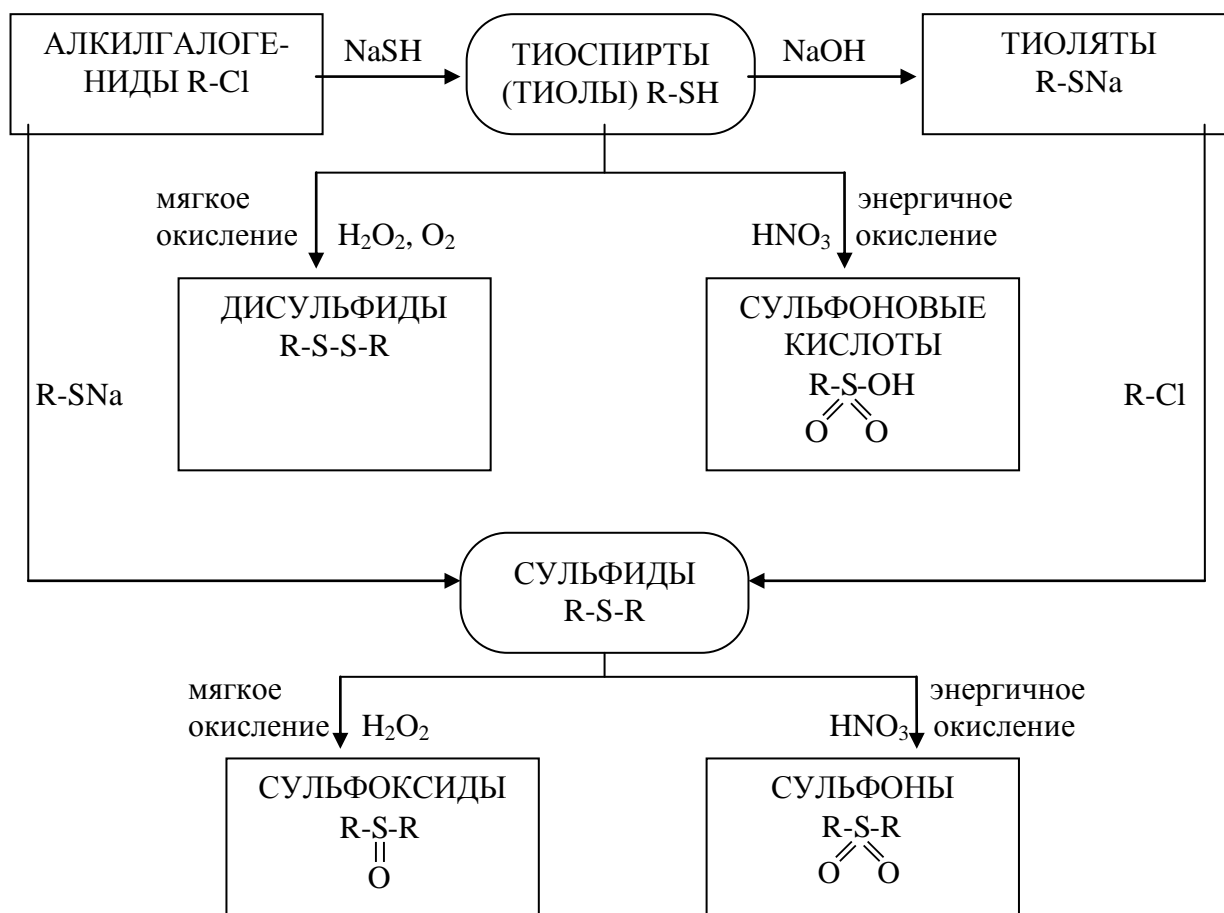 АЛКИЛГАЛОГЕ-
НИДЫ R-Cl
NaSH
ТИОСПИРТЫ
(ТИОЛЫ) R-SH
NaOH
ТИОЛЯТЫ
R-SNa
мягкое
окисление
H₂O₂, O₂
энергичное
HNO₃ окисление
ДИСУЛЬФИДЫ
R-S-S-R
СУЛЬФОНОВЫЕ
КИСЛОТЫ
R-S-OH
O O
R-SNa
R-Cl
СУЛЬФИДЫ
R-S-R
мягкое
окисление
H₂O₂
энергичное
HNO₃ окисление
СУЛЬФОКСИДЫ
R-S-R
O
СУЛЬФОНЫ
R-S-R
O O